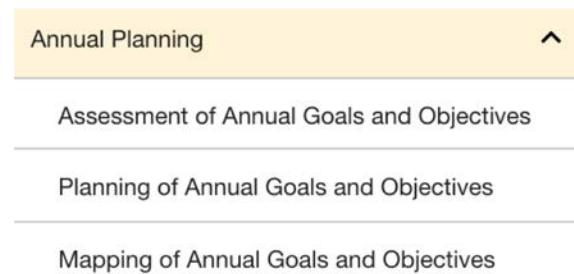 Annual Planning
Assessment of Annual Goals and Objectives
Planning of Annual Goals and Objectives
Mapping of Annual Goals and Objectives